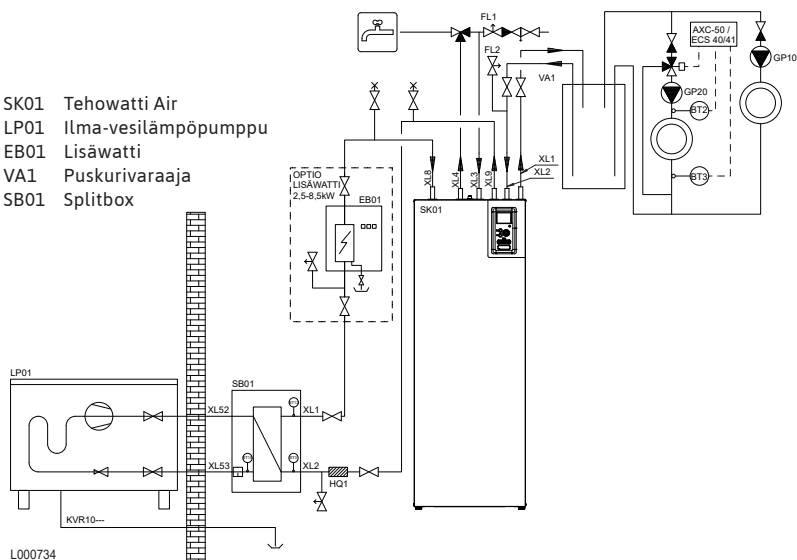 SK01 Tehowatti Air
LP01 Ilma-vesilämpöpumppu
EB01 Lisäwatti
VA1 Puskurivaraaja
SB01 Splitbox
FL1
FL2
VA1
AXC-50 /
ECS 40/41
GP10
GP20
BT2
BT3
OPTIO
LISÄWATTI
2,5-8,5kW
EB01
XL8
XL4
XL3
XL9
XL1
XL2
SK01
LP01
SB01
XL52
XL1
XL53
XL2
HQ1
KVR10---
L000734